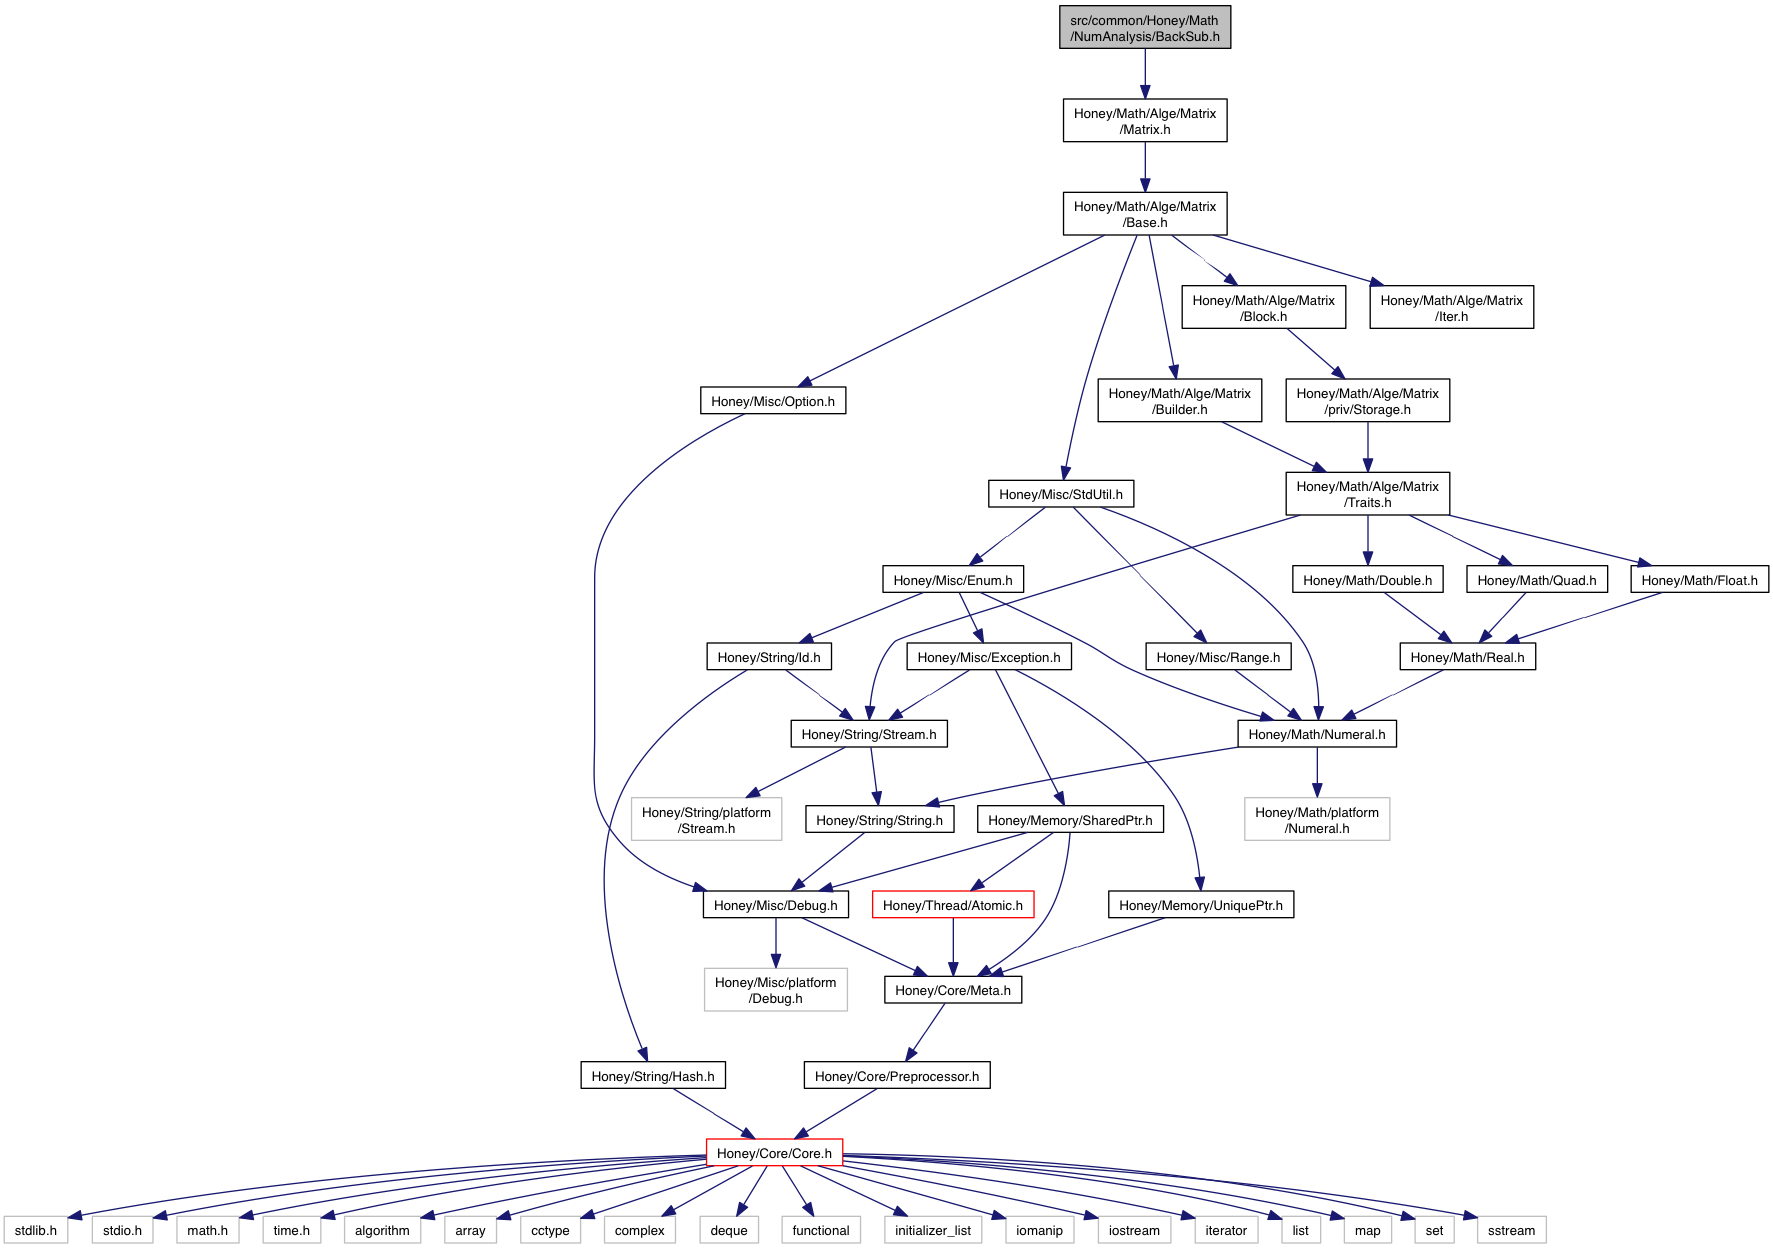 src/common/Honey/Math
/NumAnalysis/BackSub.h
Honey/Math/Alge/Matrix
/Matrix.h
Honey/Math/Alge/Matrix
/Base.h
Honey/Math/Alge/Matrix
/Block.h
Honey/Math/Alge/Matrix
/Iter.h
Honey/Misc/Option.h
Honey/Math/Alge/Matrix
/Builder.h
Honey/Math/Alge/Matrix
/priv/Storage.h
Honey/Misc/StdUtil.h
Honey/Math/Alge/Matrix
/Traits.h
Honey/Misc/Enum.h
Honey/Math/Double.h
Honey/Math/Quad.h
Honey/Math/Float.h
Honey/String/Id.h
Honey/Misc/Exception.h
Honey/Misc/Range.h
Honey/Math/Real.h
Honey/String/Stream.h
Honey/Math/Numeral.h
Honey/String/platform
/Stream.h
Honey/String/String.h
Honey/Memory/SharedPtr.h
Honey/Math/platform
/Numeral.h
Honey/Misc/Debug.h
Honey/Thread/Atomic.h
Honey/Memory/UniquePtr.h
Honey/Misc/platform
/Debug.h
Honey/Core/Meta.h
Honey/String/Hash.h
Honey/Core/Preprocessor.h
Honey/Core/Core.h
stdlib.h
stdio.h
math.h
time.h
algorithm
array
cctype
complex
deque
functional
initializer_list
iomanip
iostream
iterator
list
map
set
sstream